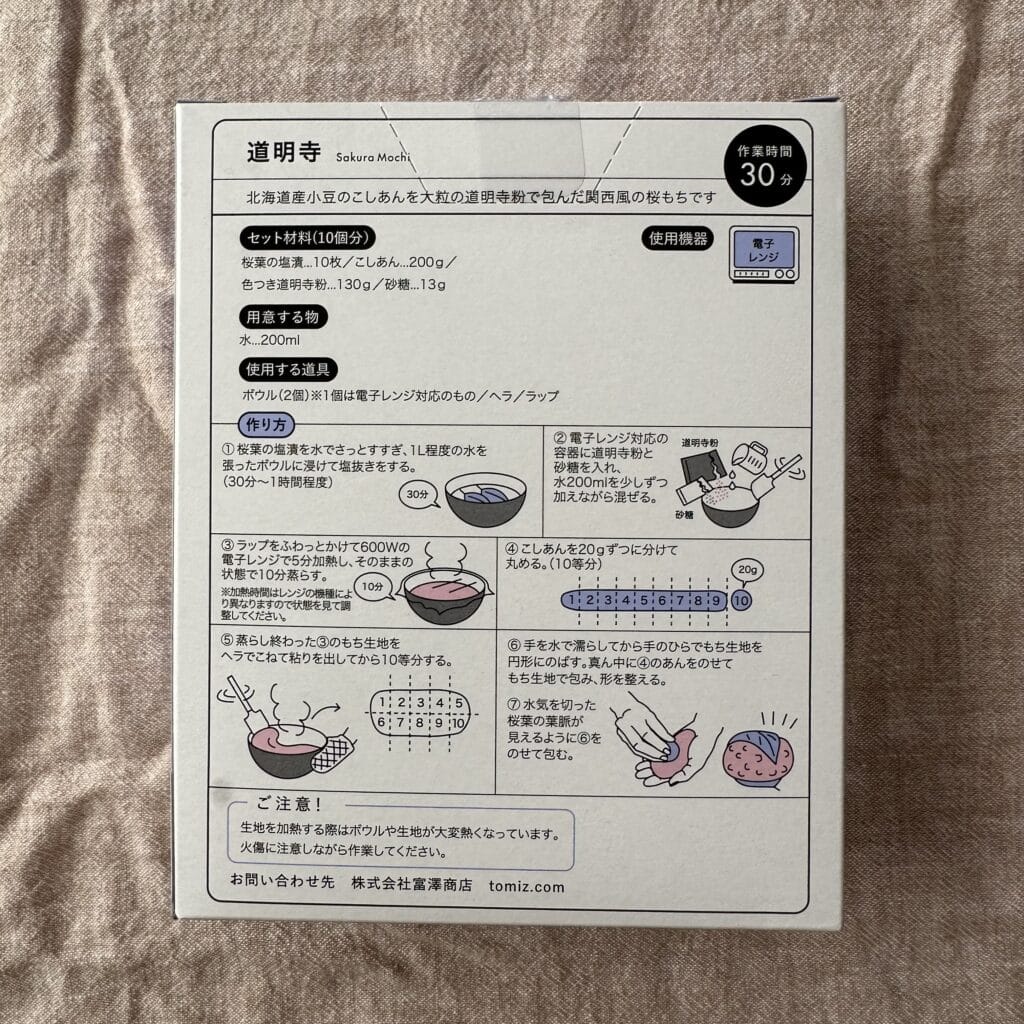 道明寺 Sakura Mochi
作業時間
30分
北海道産小豆のこしあんを大粒の道明寺粉で包んだ関西風の桜もちです
セット材料(10個分)
桜葉の塩漬…10枚／こしあん…200g／
色つき道明寺粉…130g／砂糖…13g
使用機器
電子
レンジ
用意する物
水…200ml
使用する道具
ボウル(2個)※1個は電子レンジ対応のもの／ヘラ／ラップ
作り方
①桜葉の塩漬を水でさっとすすぎ、1L程度の水を
張ったボウルに浸けて塩抜きをする。
(30分〜1時間程度)
30分
②電子レンジ対応の
容器に道明寺粉と
砂糖を入れ、
水200mlを少しずつ
加えながら混ぜる。
道明寺粉
砂糖
③ラップをふわっとかけて600Wの
電子レンジで5分加熱し、そのままの
状態で10分蒸らす。
※加熱時間はレンジの機種によ
り異なりますので状態を見て調
整してください。
10分
④こしあんを20gずつに分けて
丸める。(10等分)
20g
1 2 3 4 5 6 7 8 9 10
⑤蒸らし終わった③のもち生地を
ヘラでこねて粘りを出してから10等分する。
1 2 3 4 5
6 7 8 9 10
⑥手を水で濡らしてから手のひらでもち生地を
円形にのばす。真ん中に④のあんをのせて
もち生地で包み、形を整える。
⑦水気を切った
桜葉の葉脈が
見えるように⑥を
のせて包む。
ご注意!
生地を加熱する際はボウルや生地が大変熱くなっています。
火傷に注意しながら作業してください。
お問い合わせ先 株式会社富澤商店 tomiz.com